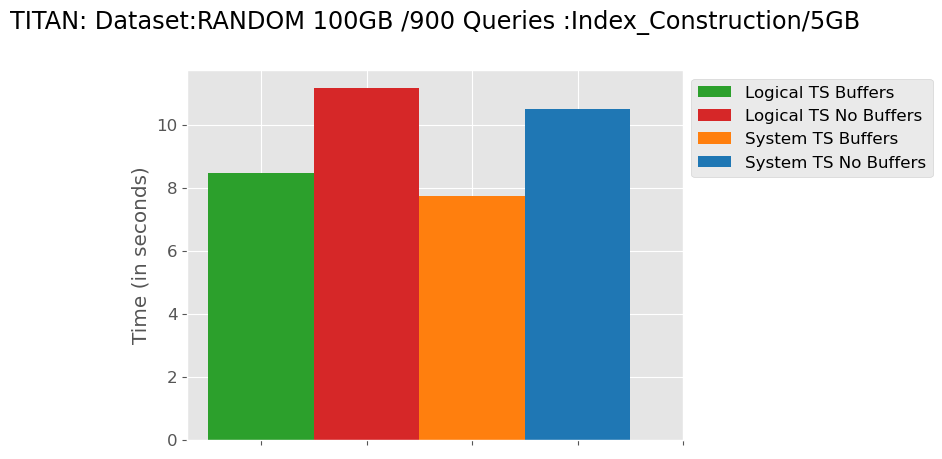 TITAN: Dataset:RANDOM 100GB /900 Queries :Index_Construction/5GB
Logical TS Buffers
Logical TS No Buffers
System TS Buffers
System TS No Buffers
Time (in seconds)
10
8
6
4
2
0